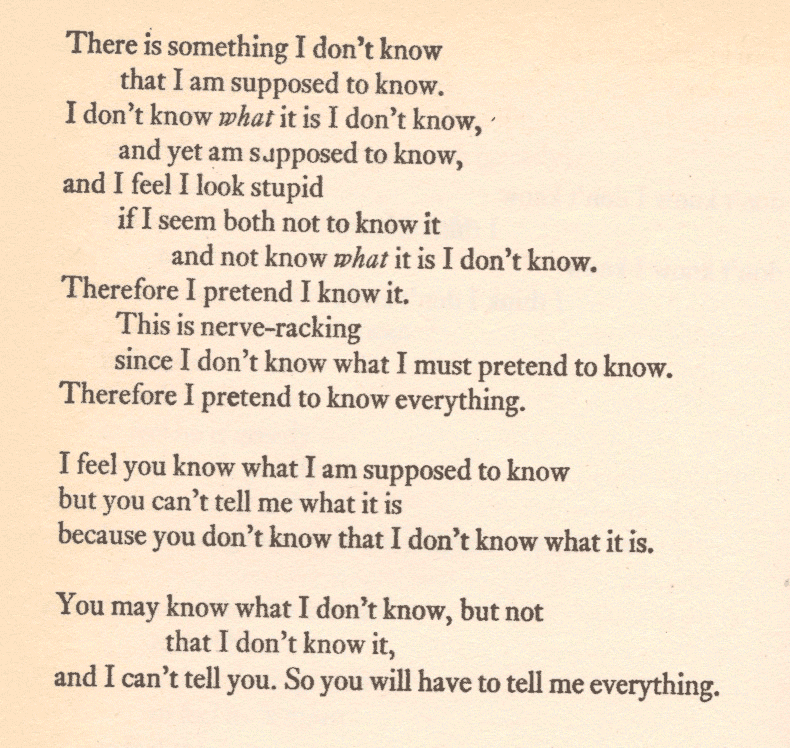 There is something I don't know
that I am supposed to know.
I don't know what it is I don't know,
and yet am supposed to know,
and I feel I look stupid
if I seem both not to know it
and not know what it is I don't know.
Therefore I pretend I know it.
This is nerve-racking
since I don't know what I must pretend to know.
Therefore I pretend to know everything.
I feel you know what I am supposed to know
but you can't tell me what it is
because you don't know that I don't know what it is.
You may know what I don't know, but not
that I don't know it,
and I can't tell you. So you will have to tell me everything.